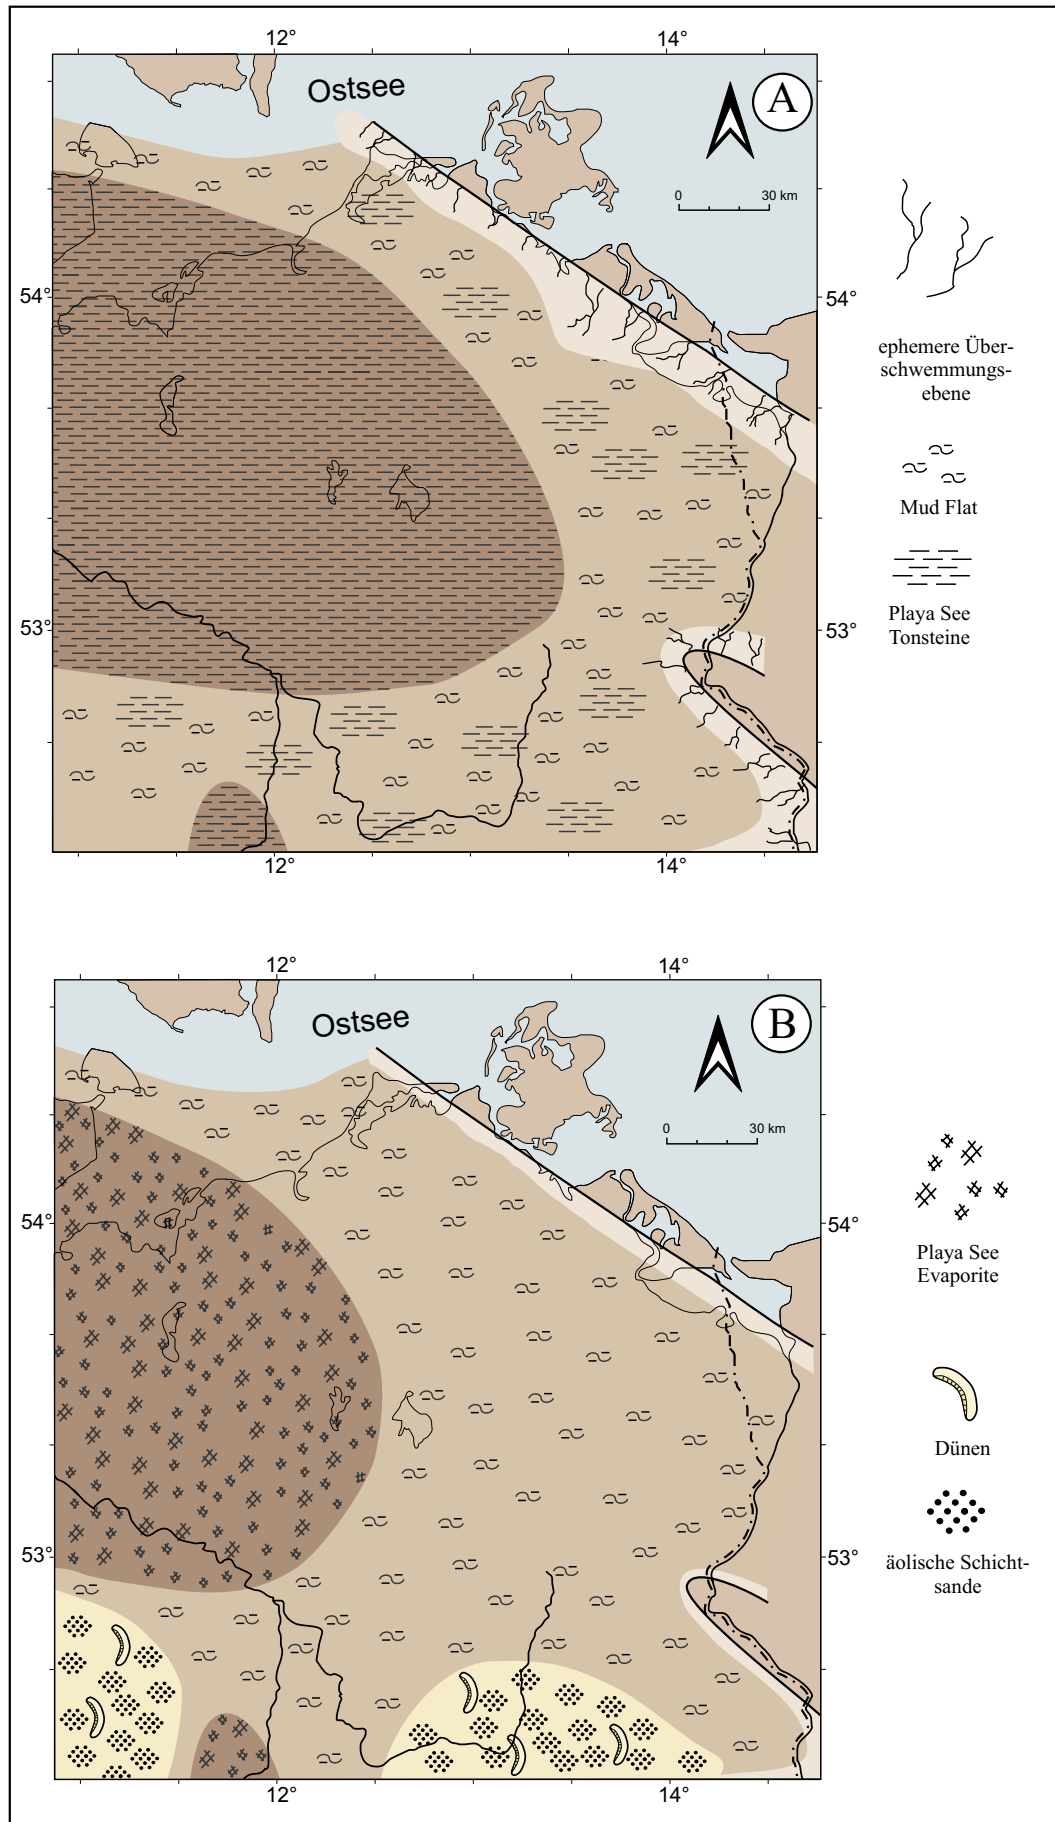 12°
14°
Ostsee
A
0
30 km
54°
54°
ephemere Über-
schwemmungs-
ebene
Mud Flat
Playa See
Tonsteine
53°
53°
12°
14°
12°
14°
Ostsee
B
0
30 km
54°
54°
Playa See
Evaporite
Dünen
53°
53°
äolische Schicht-
sande
12°
14°